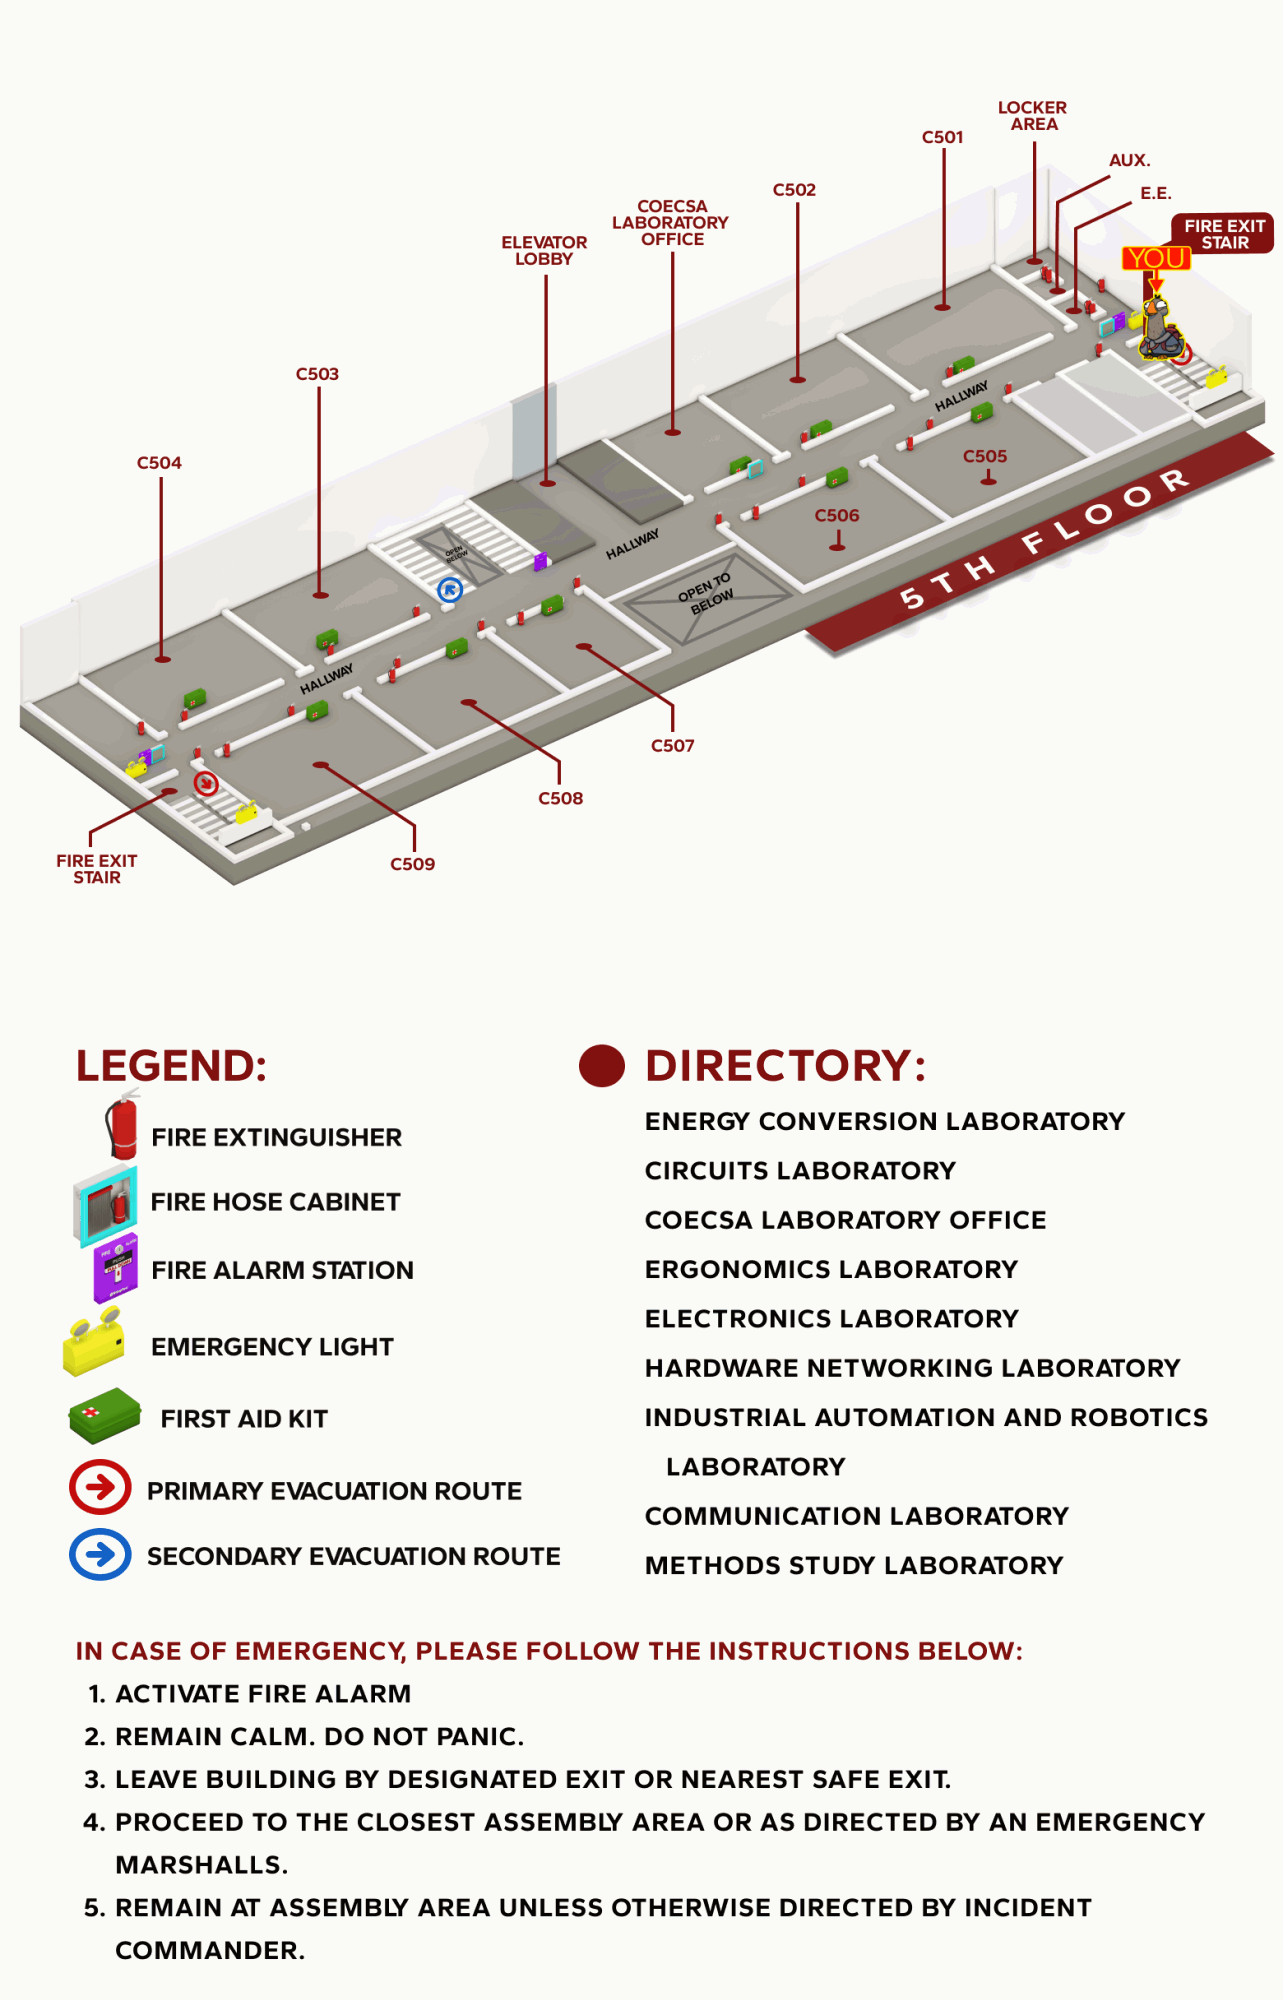 LOCKER
AREA
C501
AUX.
C502
E.E.
COECSA
LABORATORY
OFFICE
FIRE EXIT
STAIR
ELEVATOR
LOBBY
YOU
C503
HALLWAY
C504
C505
C506
5TH FLOOR
HALLWAY
OPEN
BELOW
OPEN TO
BELOW
HALLWAY
C507
C508
C509
FIRE EXIT
STAIR
LEGEND:
FIRE EXTINGUISHER
FIRE HOSE CABINET
FIRE ALARM STATION
EMERGENCY LIGHT
FIRST AID KIT
PRIMARY EVACUATION ROUTE
SECONDARY EVACUATION ROUTE
DIRECTORY:
ENERGY CONVERSION LABORATORY
CIRCUITS LABORATORY
COECSA LABORATORY OFFICE
ERGONOMICS LABORATORY
ELECTRONICS LABORATORY
HARDWARE NETWORKING LABORATORY
INDUSTRIAL AUTOMATION AND ROBOTICS
LABORATORY
COMMUNICATION LABORATORY
METHODS STUDY LABORATORY
IN CASE OF EMERGENCY, PLEASE FOLLOW THE INSTRUCTIONS BELOW:
1. ACTIVATE FIRE ALARM
2. REMAIN CALM. DO NOT PANIC.
3. LEAVE BUILDING BY DESIGNATED EXIT OR NEAREST SAFE EXIT.
4. PROCEED TO THE CLOSEST ASSEMBLY AREA OR AS DIRECTED BY AN EMERGENCY
MARSHALLS.
5. REMAIN AT ASSEMBLY AREA UNLESS OTHERWISE DIRECTED BY INCIDENT
COMMANDER.